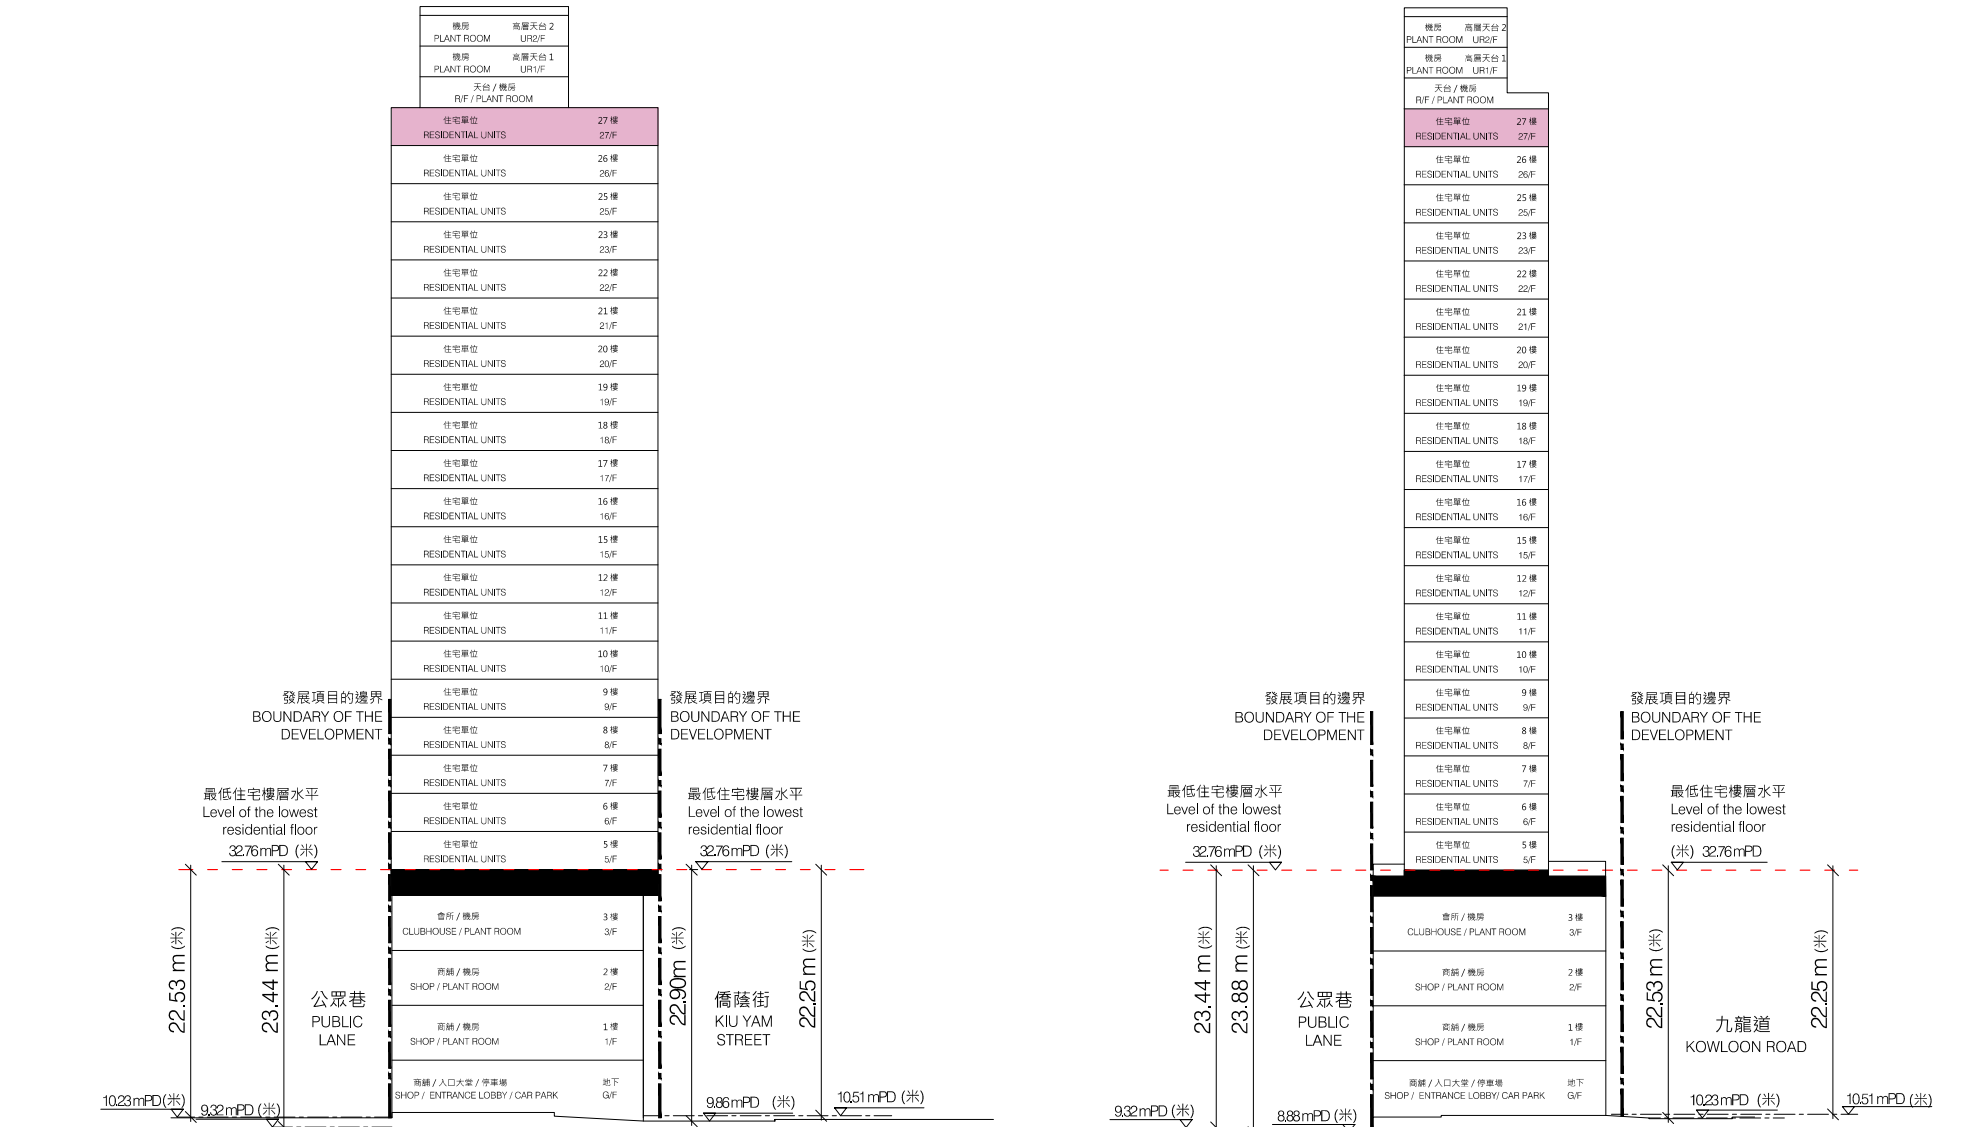 機房 高層天台 2
PLANT ROOM UR2/F
機房 高層天台 1
PLANT ROOM UR1/F
天台 / 機房
R/F / PLANT ROOM
住宅單位 27 樓
RESIDENTIAL UNITS 27/F
住宅單位 26 樓
RESIDENTIAL UNITS 26/F
住宅單位 25 樓
RESIDENTIAL UNITS 25/F
住宅單位 23 樓
RESIDENTIAL UNITS 23/F
住宅單位 22 樓
RESIDENTIAL UNITS 22/F
住宅單位 21 樓
RESIDENTIAL UNITS 21/F
住宅單位 20 樓
RESIDENTIAL UNITS 20/F
住宅單位 19 樓
RESIDENTIAL UNITS 19/F
住宅單位 18 樓
RESIDENTIAL UNITS 18/F
住宅單位 17 樓
RESIDENTIAL UNITS 17/F
住宅單位 16 樓
RESIDENTIAL UNITS 16/F
住宅單位 15 樓
RESIDENTIAL UNITS 15/F
住宅單位 12 樓
RESIDENTIAL UNITS 12/F
住宅單位 11 樓
RESIDENTIAL UNITS 11/F
住宅單位 10 樓
RESIDENTIAL UNITS 10/F
住宅單位 9 樓
RESIDENTIAL UNITS 9/F
住宅單位 8 樓
RESIDENTIAL UNITS 8/F
住宅單位 7 樓
RESIDENTIAL UNITS 7/F
住宅單位 6 樓
RESIDENTIAL UNITS 6/F
住宅單位 5 樓
RESIDENTIAL UNITS 5/F
會所 / 機房 3 樓
CLUBHOUSE / PLANT ROOM 3/F
商舖 / 機房 2 樓
SHOP / PLANT ROOM 2/F
商舖 / 機房 1 樓
SHOP / PLANT ROOM 1/F
商舖 / 入口大堂 / 停車場 地下
SHOP / ENTRANCE LOBBY / CAR PARK G/F
發展項目的邊界
BOUNDARY OF THE
DEVELOPMENT
最低住宅樓層水平
Level of the lowest
residential floor
32.76mPD (米)
22.53 m (米)
23.44 m (米)
公眾巷
PUBLIC
LANE
10.23mPD(米)
9.32mPD (米)
發展項目的邊界
BOUNDARY OF THE
DEVELOPMENT
最低住宅樓層水平
Level of the lowest
residential floor
32.76mPD (米)
22.90m (米)
僑蔭街
KIU YAM
STREET
22.25m (米)
9.86mPD (米)
10.51mPD(米)
機房 高層天台 2
PLANT ROOM UR2/F
機房 高層天台 1
PLANT ROOM UR1/F
天台 / 機房
R/F / PLANT ROOM
住宅單位 27 樓
RESIDENTIAL UNITS 27/F
住宅單位 26 樓
RESIDENTIAL UNITS 26/F
住宅單位 25 樓
RESIDENTIAL UNITS 25/F
住宅單位 23 樓
RESIDENTIAL UNITS 23/F
住宅單位 22 樓
RESIDENTIAL UNITS 22/F
住宅單位 21 樓
RESIDENTIAL UNITS 21/F
住宅單位 20 樓
RESIDENTIAL UNITS 20/F
住宅單位 19 樓
RESIDENTIAL UNITS 19/F
住宅單位 18 樓
RESIDENTIAL UNITS 18/F
住宅單位 17 樓
RESIDENTIAL UNITS 17/F
住宅單位 16 樓
RESIDENTIAL UNITS 16/F
住宅單位 15 樓
RESIDENTIAL UNITS 15/F
住宅單位 12 樓
RESIDENTIAL UNITS 12/F
住宅單位 11 樓
RESIDENTIAL UNITS 11/F
住宅單位 10 樓
RESIDENTIAL UNITS 10/F
住宅單位 9 樓
RESIDENTIAL UNITS 9/F
住宅單位 8 樓
RESIDENTIAL UNITS 8/F
住宅單位 7 樓
RESIDENTIAL UNITS 7/F
住宅單位 6 樓
RESIDENTIAL UNITS 6/F
住宅單位 5 樓
RESIDENTIAL UNITS 5/F
會所 / 機房 3 樓
CLUBHOUSE / PLANT ROOM 3/F
商舖 / 機房 2 樓
SHOP / PLANT ROOM 2/F
商舖 / 機房 1 樓
SHOP / PLANT ROOM 1/F
商舖 / 入口大堂 / 停車場 地下
SHOP / ENTRANCE LOBBY/ CAR PARK G/F
發展項目的邊界
BOUNDARY OF THE
DEVELOPMENT
最低住宅樓層水平
Level of the lowest
residential floor
32.76mPD (米)
23.44 m (米)
23.88 m (米)
公眾巷
PUBLIC
LANE
9.32mPD (米)
8.88mPD (米)
發展項目的邊界
BOUNDARY OF THE
DEVELOPMENT
最低住宅樓層水平
Level of the lowest
residential floor
(米) 32.76mPD
22.53 m (米)
九龍道
KOWLOON ROAD
22.25 m (米)
10.23mPD (米)
10.51mPD (米)